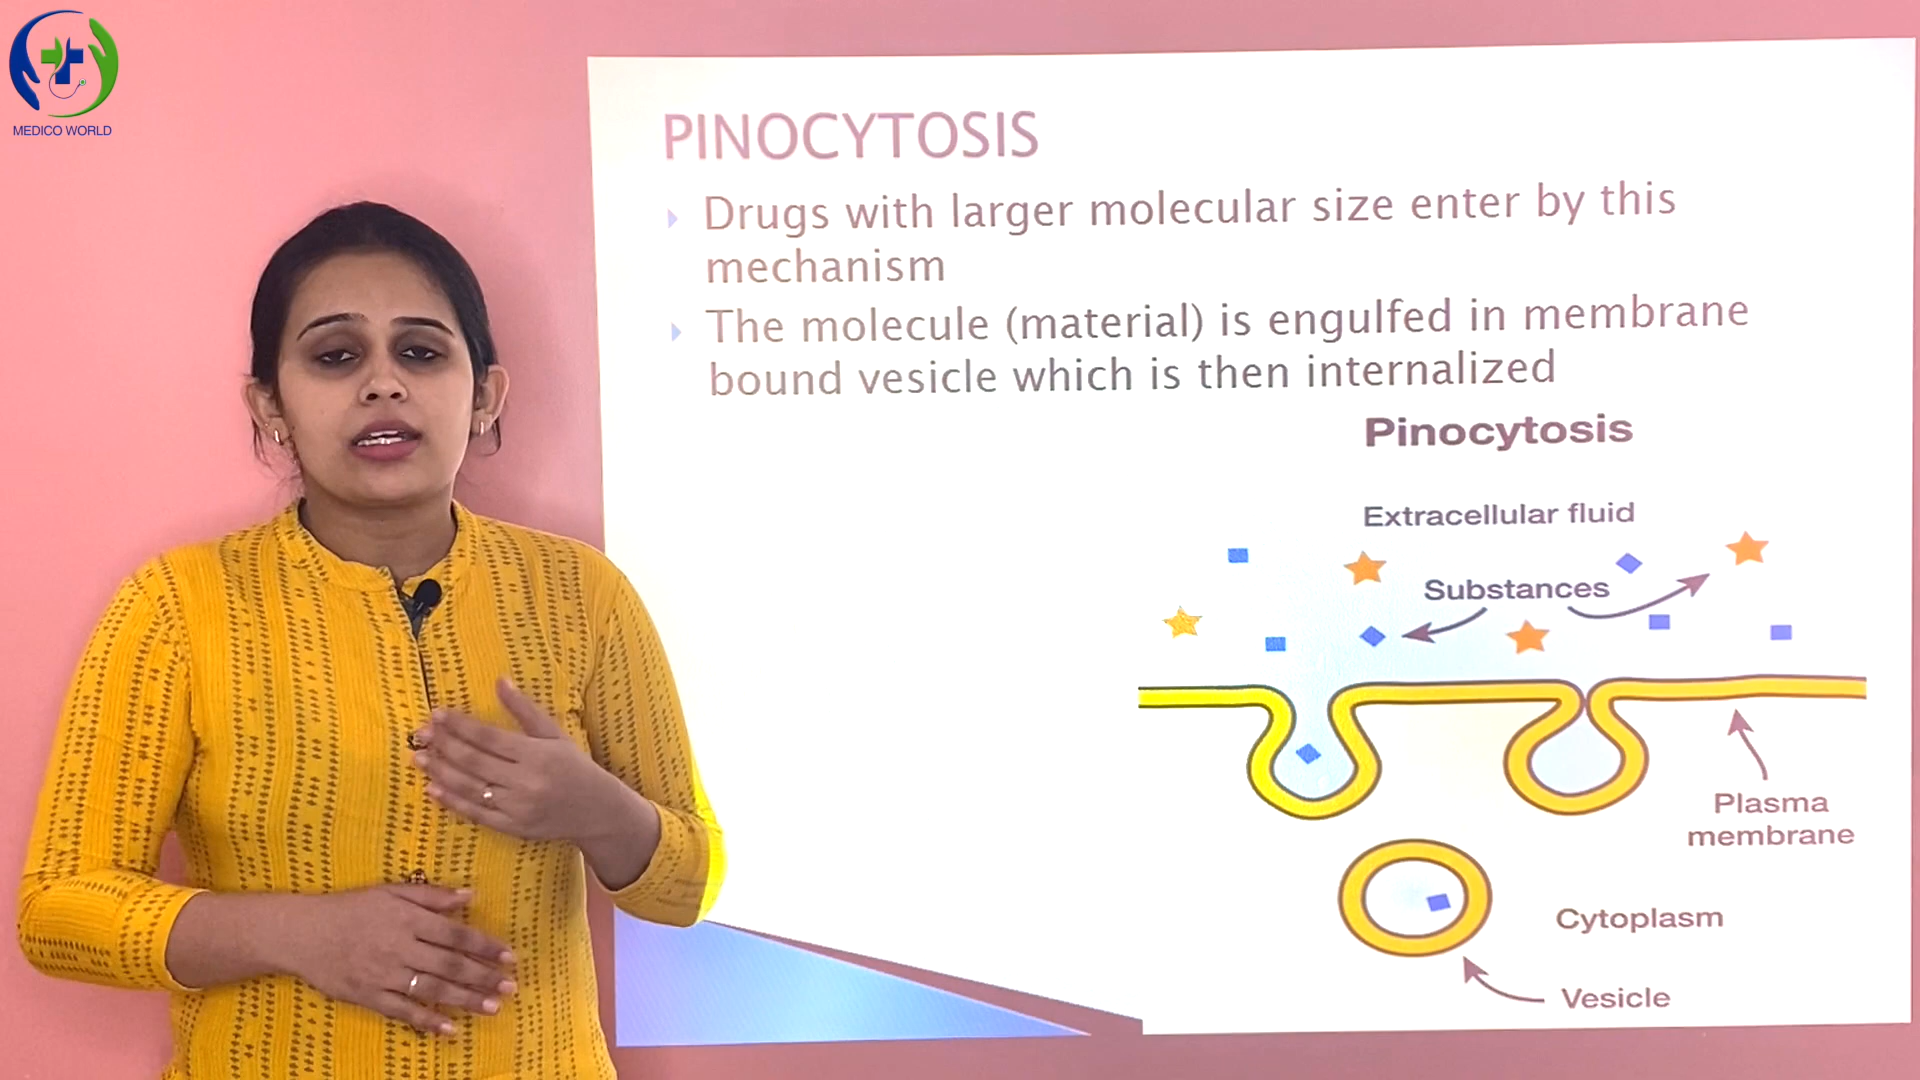 MEDICO WORLD
PINOCYTOSIS
Drugs with larger molecular size enter by this
mechanism
The molecule (material) is engulfed in membrane
bound vesicle which is then internalized
Pinocytosis
Extracellular fluid
Substances
Plasma
membrane
Cytoplasm
Vesicle